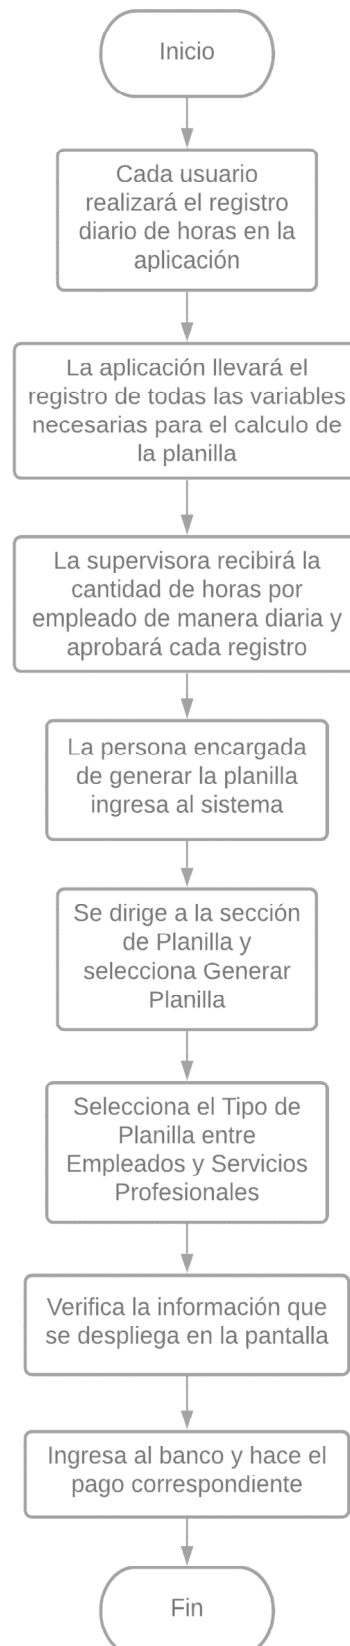 Inicio
Cada usuario
realizará el registro
diario de horas en la
aplicación
La aplicación llevará el
registro de todas las variables
necesarias para el calculo de
la planilla
La supervisora recibirá la
cantidad de horas por
empleado de manera diaria y
aprobará cada registro
La persona encargada
de generar la planilla
ingresa al sistema
Se dirige a la sección
de Planilla y
selecciona Generar
Planilla
Selecciona el Tipo de
Planilla entre
Empleados y Servicios
Profesionales
Verifica la información que
se despliega en la pantalla
Ingresa al banco y hace el
pago correspondiente
Fin